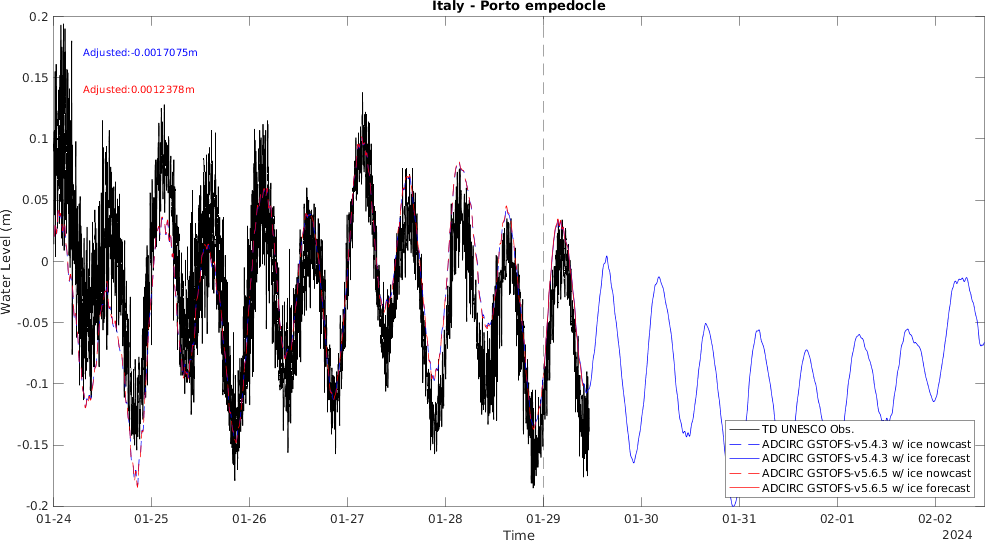 Italy - Porto empedocle
0.2
0.15
0.1
0.05
0
-0.05
-0.1
-0.15
-0.2
Water Level (m)
Adjusted:-0.0017075m
Adjusted:0.0012378m
TD UNESCO Obs.
ADCIRC GSTOFS-v5.4.3 w/ ice nowcast
ADCIRC GSTOFS-v5.4.3 w/ ice forecast
ADCIRC GSTOFS-v5.6.5 w/ ice nowcast
ADCIRC GSTOFS-v5.6.5 w/ ice forecast
01-24 01-25 01-26 01-27 01-28 01-29 01-30 01-31 02-01 02-02
Time
2024